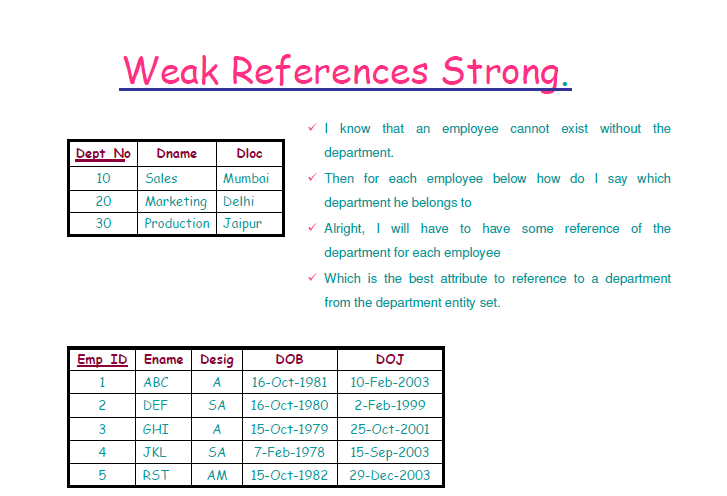 Weak References Strong.
I know that an employee cannot exist without the
department.
Then for each employee below how do I say which
department he belongs to
Alright, I will have to have some reference of the
department for each employee
Which is the best attribute to reference to a department
from the department entity set.
Dept No Dname Dloc
10 Sales Mumbai
20 Marketing Delhi
30 Production Jaipur
Emp ID Ename Desig DOB DOJ
1 ABC A 16-Oct-1981 10-Feb-2003
2 DEF SA 16-Oct-1980 2-Feb-1999
3 GHI A 15-Oct-1979 25-Oct-2001
4 JKL SA 7-Feb-1978 15-Sep-2003
5 RST AM 15-Oct-1982 29-Dec-2003